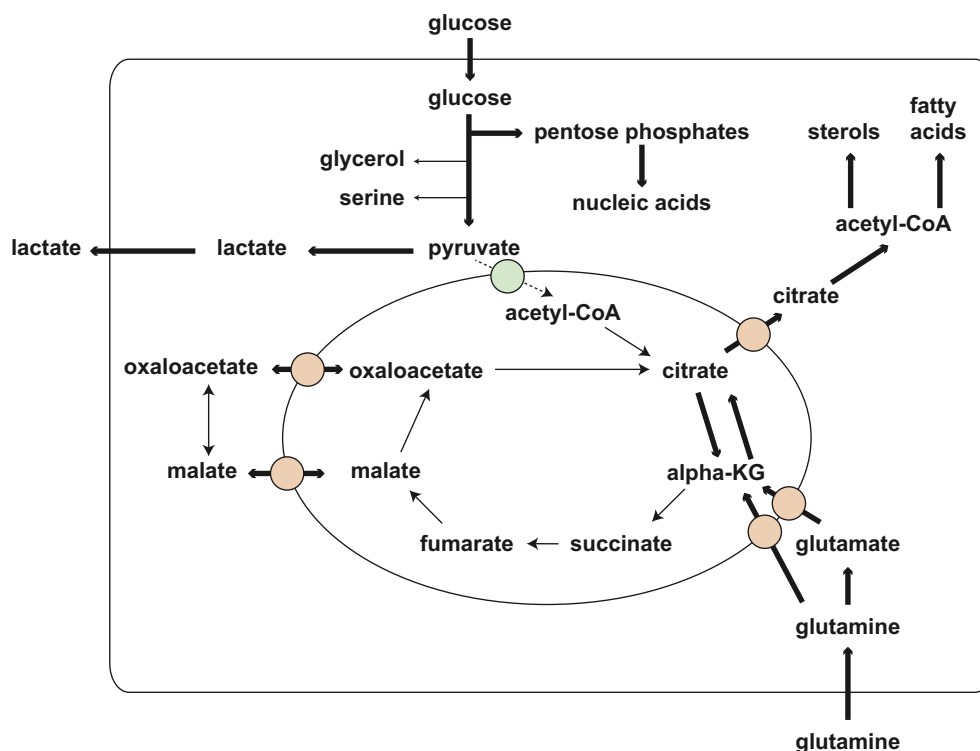 glucose
glucose
pentose phosphates
sterols
fatty
acids
glycerol
serine
nucleic acids
lactate
lactate
pyruvate
acetyl-CoA
citrate
acetyl-CoA
oxaloacetate
oxaloacetate
citrate
malate
malate
alpha-KG
fumarate
succinate
glutamate
glutamine
glutamine